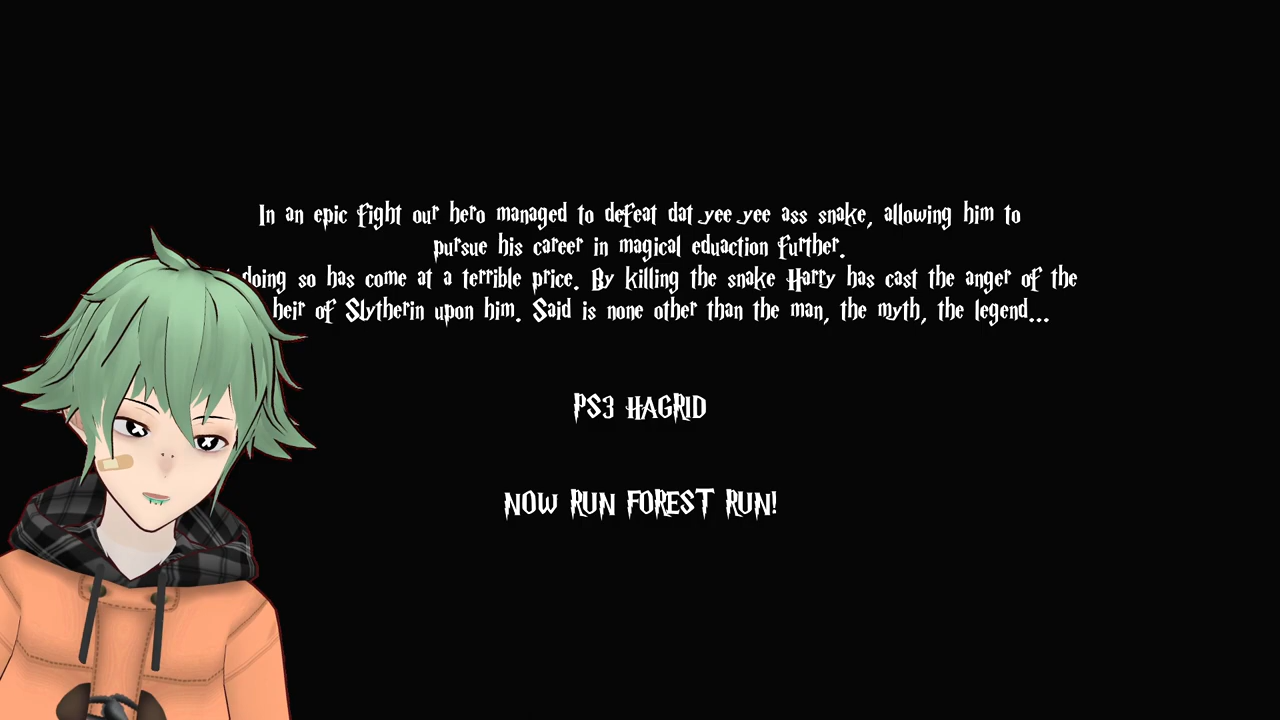 In an epic fight our hero managed to defeat dat yee yee ass snake, allowing him to
pursue his career in magical eduaction further.
doing so has come at a terrible price. By killing the snake Harry has cast the anger of the
heir of Slytherin upon him. Said is none other than the man, the myth, the legend...
PS3 HAGRID
NOW RUN FOREST RUN!